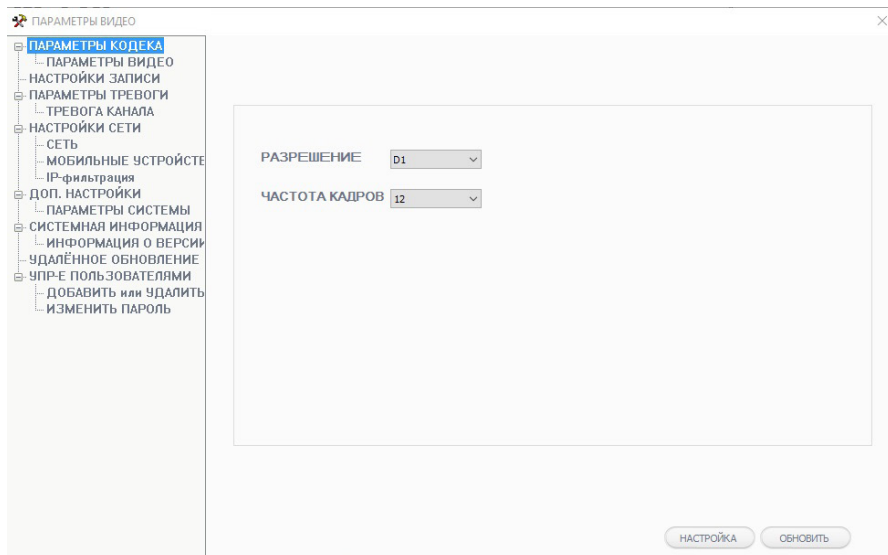 ПАРАМЕТРЫ ВИДЕО
ПАРАМЕТРЫ КОДЕКА
ПАРАМЕТРЫ ВИДЕО
НАСТРОЙКИ ЗАПИСИ
ПАРАМЕТРЫ ТРЕВОГИ
ТРЕВОГА КАНАЛА
НАСТРОЙКИ СЕТИ
СЕТЬ
МОБИЛЬНЫЕ УСТРОЙСТЕ
IP-фильтрация
ДОП. НАСТРОЙКИ
ПАРАМЕТРЫ СИСТЕМЫ
СИСТЕМНАЯ ИНФОРМАЦИЯ
ИНФОРМАЦИЯ О ВЕРСИИ
УДАЛЁННОЕ ОБНОВЛЕНИЕ
УПР-Е ПОЛЬЗОВАТЕЛЯМИ
ДОБАВИТЬ или УДАЛИТЬ
ИЗМЕНИТЬ ПАРОЛЬ
РАЗРЕШЕНИЕ D1
ЧАСТОТА КАДРОВ 12
НАСТРОЙКА ОБНОВИТЬ